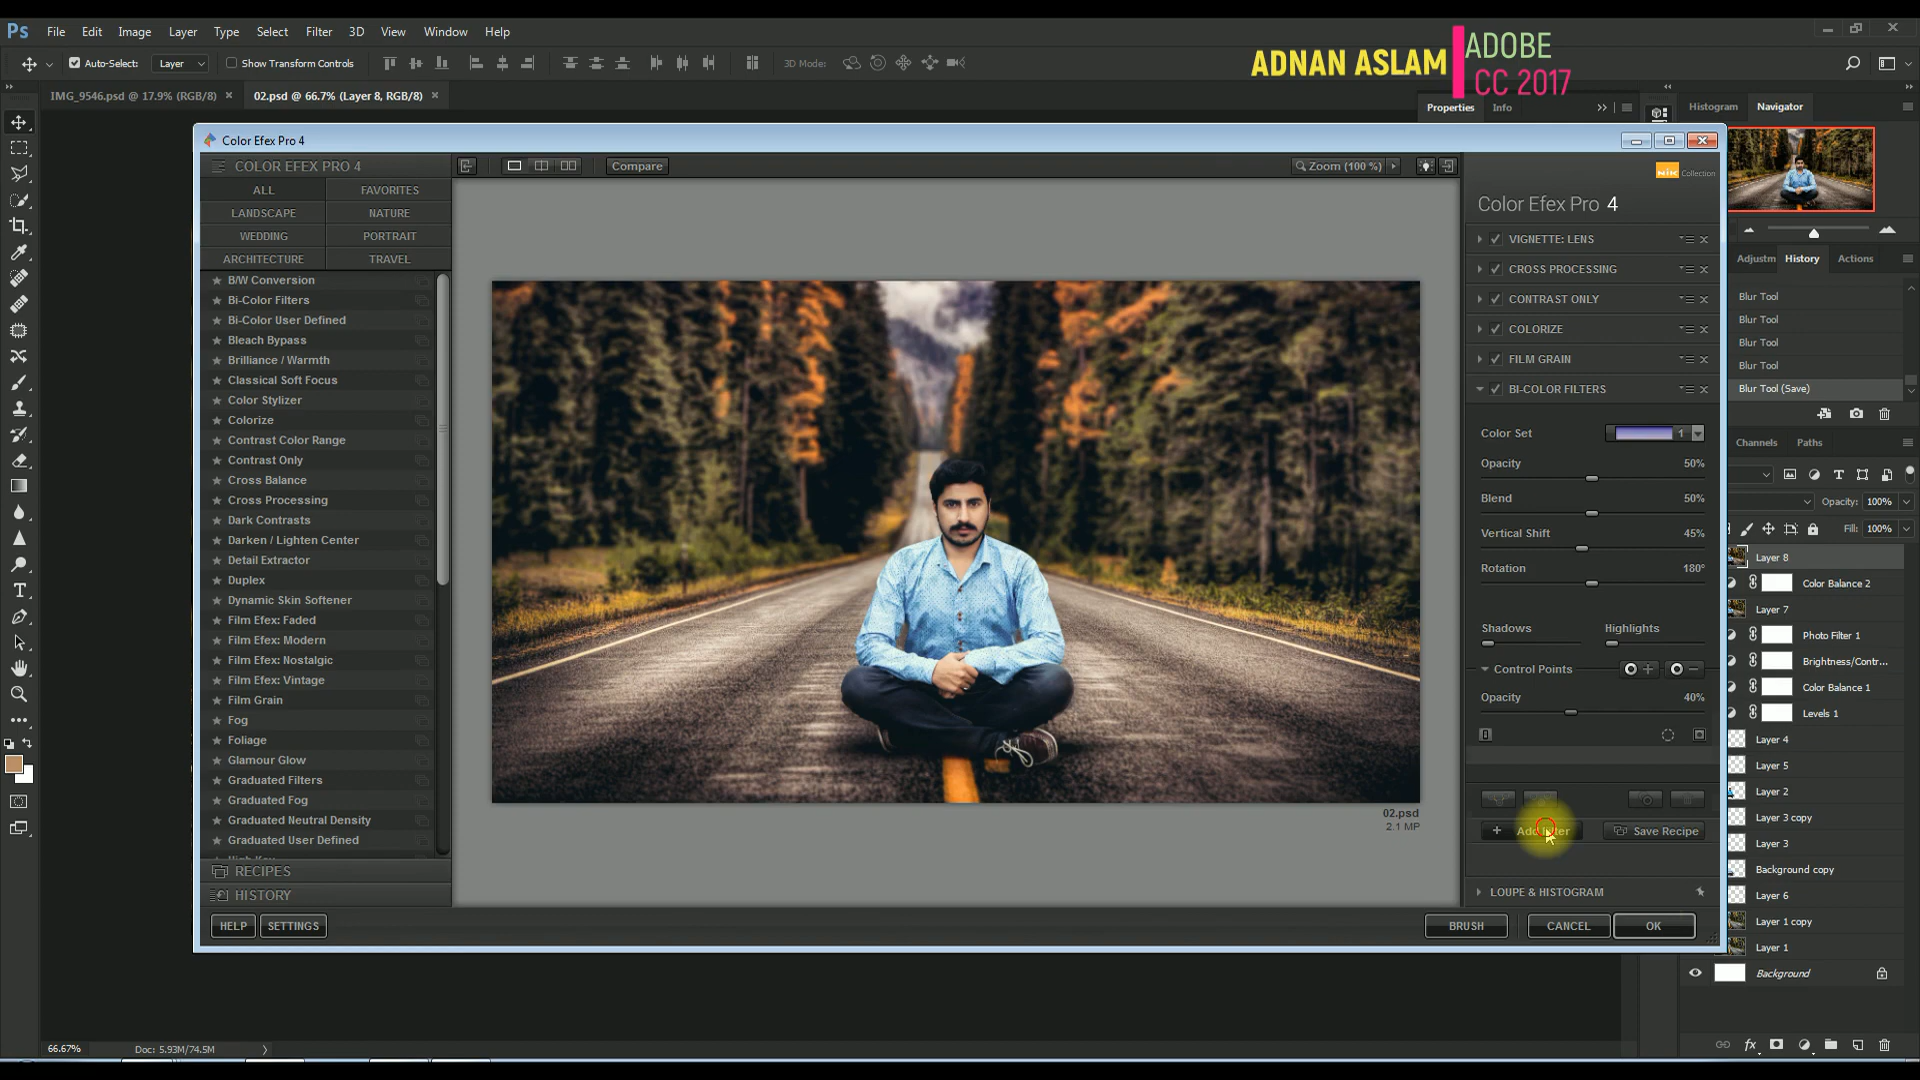 Ps File Edit Image Layer Type Select Filter 3D View Window Help
ADNAN ASLAM
ADOBE
CC 2017
Auto-Select: Layer Show Transform Controls 3D Mode:
IMG_9546.psd @ 17.9% (RGB/8) × 02.psd @ 66.7% (Layer 8, RGB/8) ×
Properties Info
Histogram Navigator
Color Efex Pro 4
COLOR EFEX PRO 4
Compare
Zoom (100 %)
ALL FAVORITES
LANDSCAPE NATURE
WEDDING PORTRAIT
ARCHITECTURE TRAVEL
B/W Conversion
Bi-Color Filters
Bi-Color User Defined
Bleach Bypass
Brilliance / Warmth
Classical Soft Focus
Color Stylizer
Colorize
Contrast Color Range
Contrast Only
Cross Balance
Cross Processing
Dark Contrasts
Darken / Lighten Center
Detail Extractor
Duplex
Dynamic Skin Softener
Film Efex: Faded
Film Efex: Modern
Film Efex: Nostalgic
Film Efex: Vintage
Film Grain
Fog
Foliage
Glamour Glow
Graduated Filters
Graduated Fog
Graduated Neutral Density
Graduated User Defined
RECIPES
HISTORY
HELP SETTINGS
02.psd
2.1 MP
Nik Collection
Color Efex Pro 4
VIGNETTE: LENS
CROSS PROCESSING
CONTRAST ONLY
COLORIZE
FILM GRAIN
BI-COLOR FILTERS
Color Set 1
Opacity 50%
Blend 50%
Vertical Shift 45%
Rotation 180°
Shadows Highlights
Control Points
Opacity 40%
Add Filter Save Recipe
LOUPE & HISTOGRAM
BRUSH CANCEL OK
Adjustm History Actions
Blur Tool
Blur Tool
Blur Tool
Blur Tool
Blur Tool (Save)
Channels Paths
Opacity: 100%
Fill: 100%
Layer 8
Color Balance 2
Layer 7
Photo Filter 1
Brightness/Contr...
Color Balance 1
Levels 1
Layer 4
Layer 5
Layer 2
Layer 3 copy
Layer 3
Background copy
Layer 6
Layer 1 copy
Layer 1
Background
66.67% Doc: 5.93M/74.5M